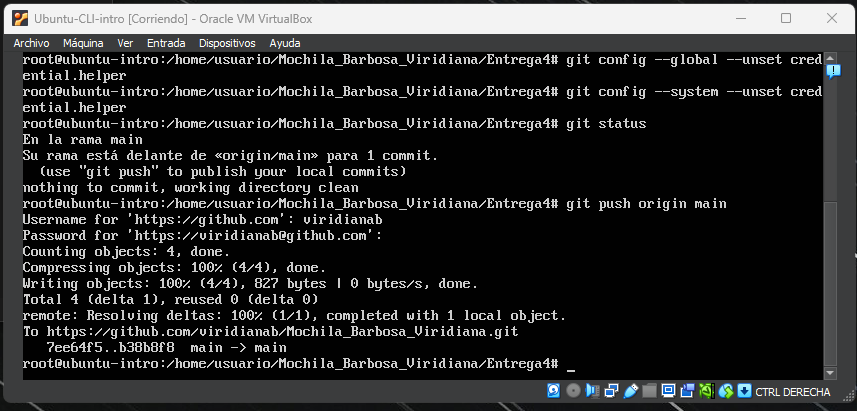 Ubuntu-CLI-intro [Corriendo] - Oracle VM VirtualBox
Archivo Máquina Ver Entrada Dispositivos Ayuda
root@ubuntu-intro:/home/usuario/Mochila_Barbosa_Viridiana/Entrega4# git config --global --unset cred
ential.helper
root@ubuntu-intro:/home/usuario/Mochila_Barbosa_Viridiana/Entrega4# git config --system --unset cred
ential.helper
root@ubuntu-intro:/home/usuario/Mochila_Barbosa_Viridiana/Entrega4# git status
En la rama main
Su rama está delante de «origin/main» para 1 commit.
  (use "git push" to publish your local commits)
nothing to commit, working directory clean
root@ubuntu-intro:/home/usuario/Mochila_Barbosa_Viridiana/Entrega4# git push origin main
Username for 'https://github.com': viridianab
Password for 'https://viridianab@github.com':
Counting objects: 4, done.
Compressing objects: 100% (4/4), done.
Writing objects: 100% (4/4), 827 bytes | 0 bytes/s, done.
Total 4 (delta 1), reused 0 (delta 0)
remote: Resolving deltas: 100% (1/1), completed with 1 local object.
To https://github.com/viridianab/Mochila_Barbosa_Viridiana.git
   7ee64f5..b38b8f8  main -> main
root@ubuntu-intro:/home/usuario/Mochila_Barbosa_Viridiana/Entrega4# _
CTRL DERECHA